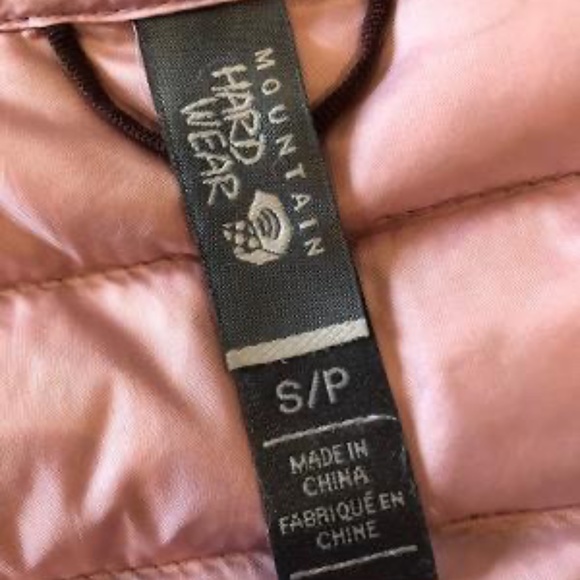 MOUNTAIN
HARD
WEAR
S/P
MADE IN
CHINA
FABRIQUÉ EN
CHINE